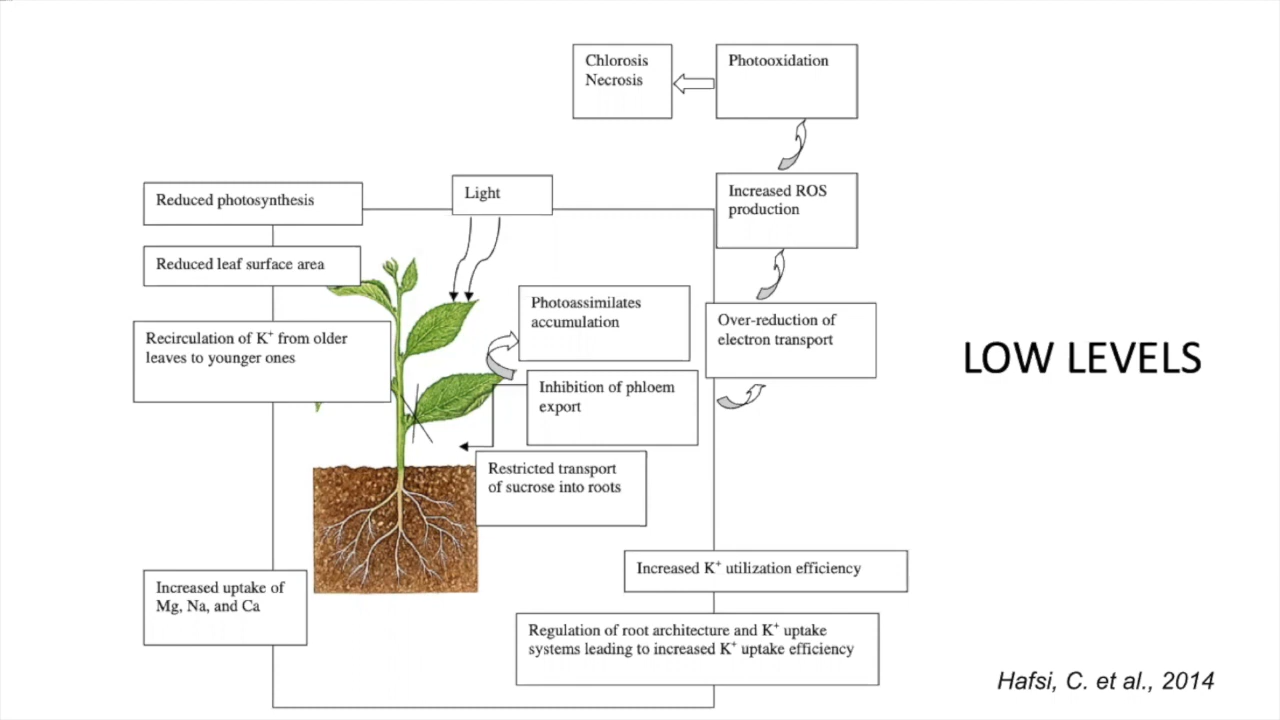 Chlorosis
Necrosis
Photooxidation
Reduced photosynthesis
Light
Increased ROS
production
Reduced leaf surface area
Photoassimilates
accumulation
Over-reduction of
electron transport
Recirculation of K⁺ from older
leaves to younger ones
LOW LEVELS
Inhibition of phloem
export
Restricted transport
of sucrose into roots
Increased K⁺ utilization efficiency
Increased uptake of
Mg, Na, and Ca
Regulation of root architecture and K⁺ uptake
systems leading to increased K⁺ uptake efficiency
Hafsi, C. et al., 2014